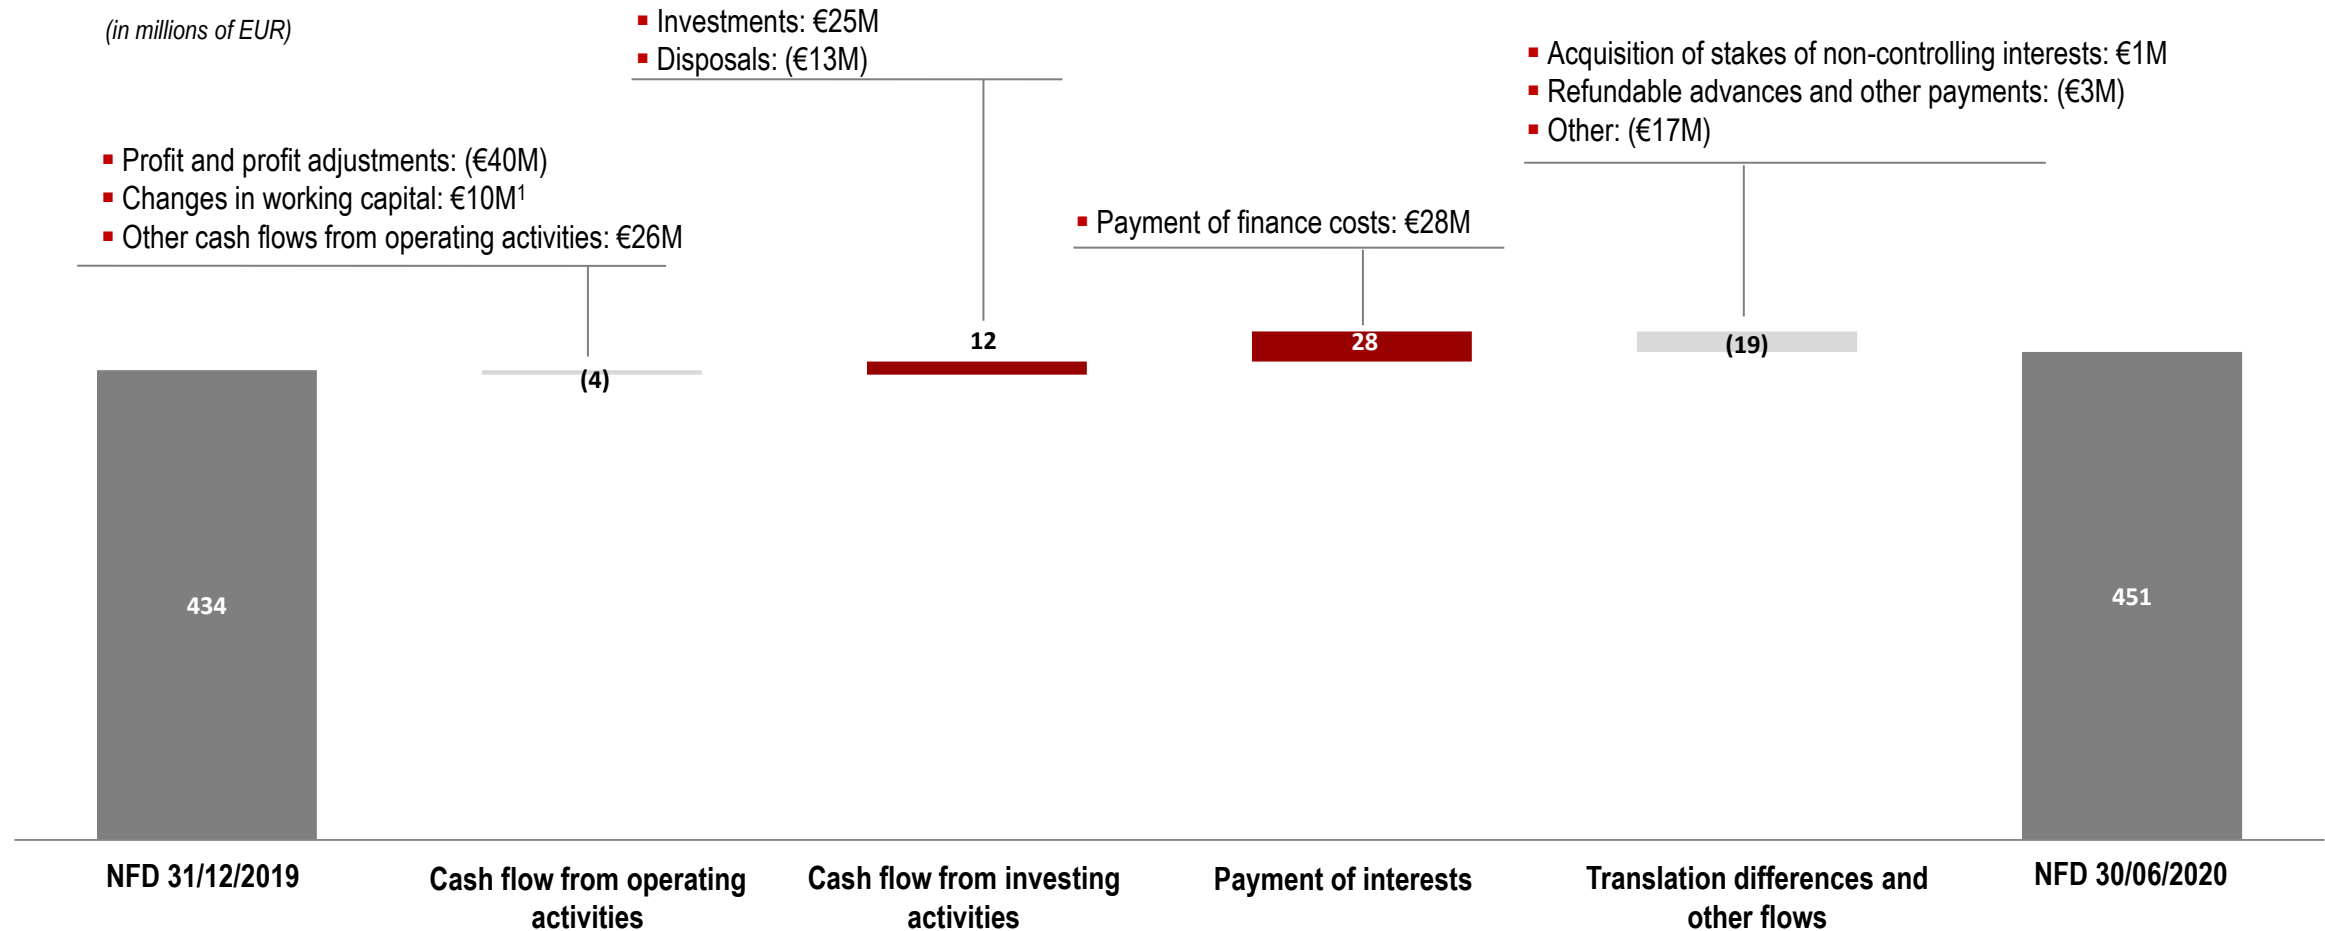 (in millions of EUR)
▪ Investments: €25M
▪ Disposals: (€13M)
▪ Acquisition of stakes of non-controlling interests: €1M
▪ Refundable advances and other payments: (€3M)
▪ Other: (€17M)
▪ Profit and profit adjustments: (€40M)
▪ Changes in working capital: €10M¹
▪ Other cash flows from operating activities: €26M
▪ Payment of finance costs: €28M
434
(4)
12
28
(19)
451
NFD 31/12/2019
Cash flow from operating
activities
Cash flow from investing
activities
Payment of interests
Translation differences and
other flows
NFD 30/06/2020